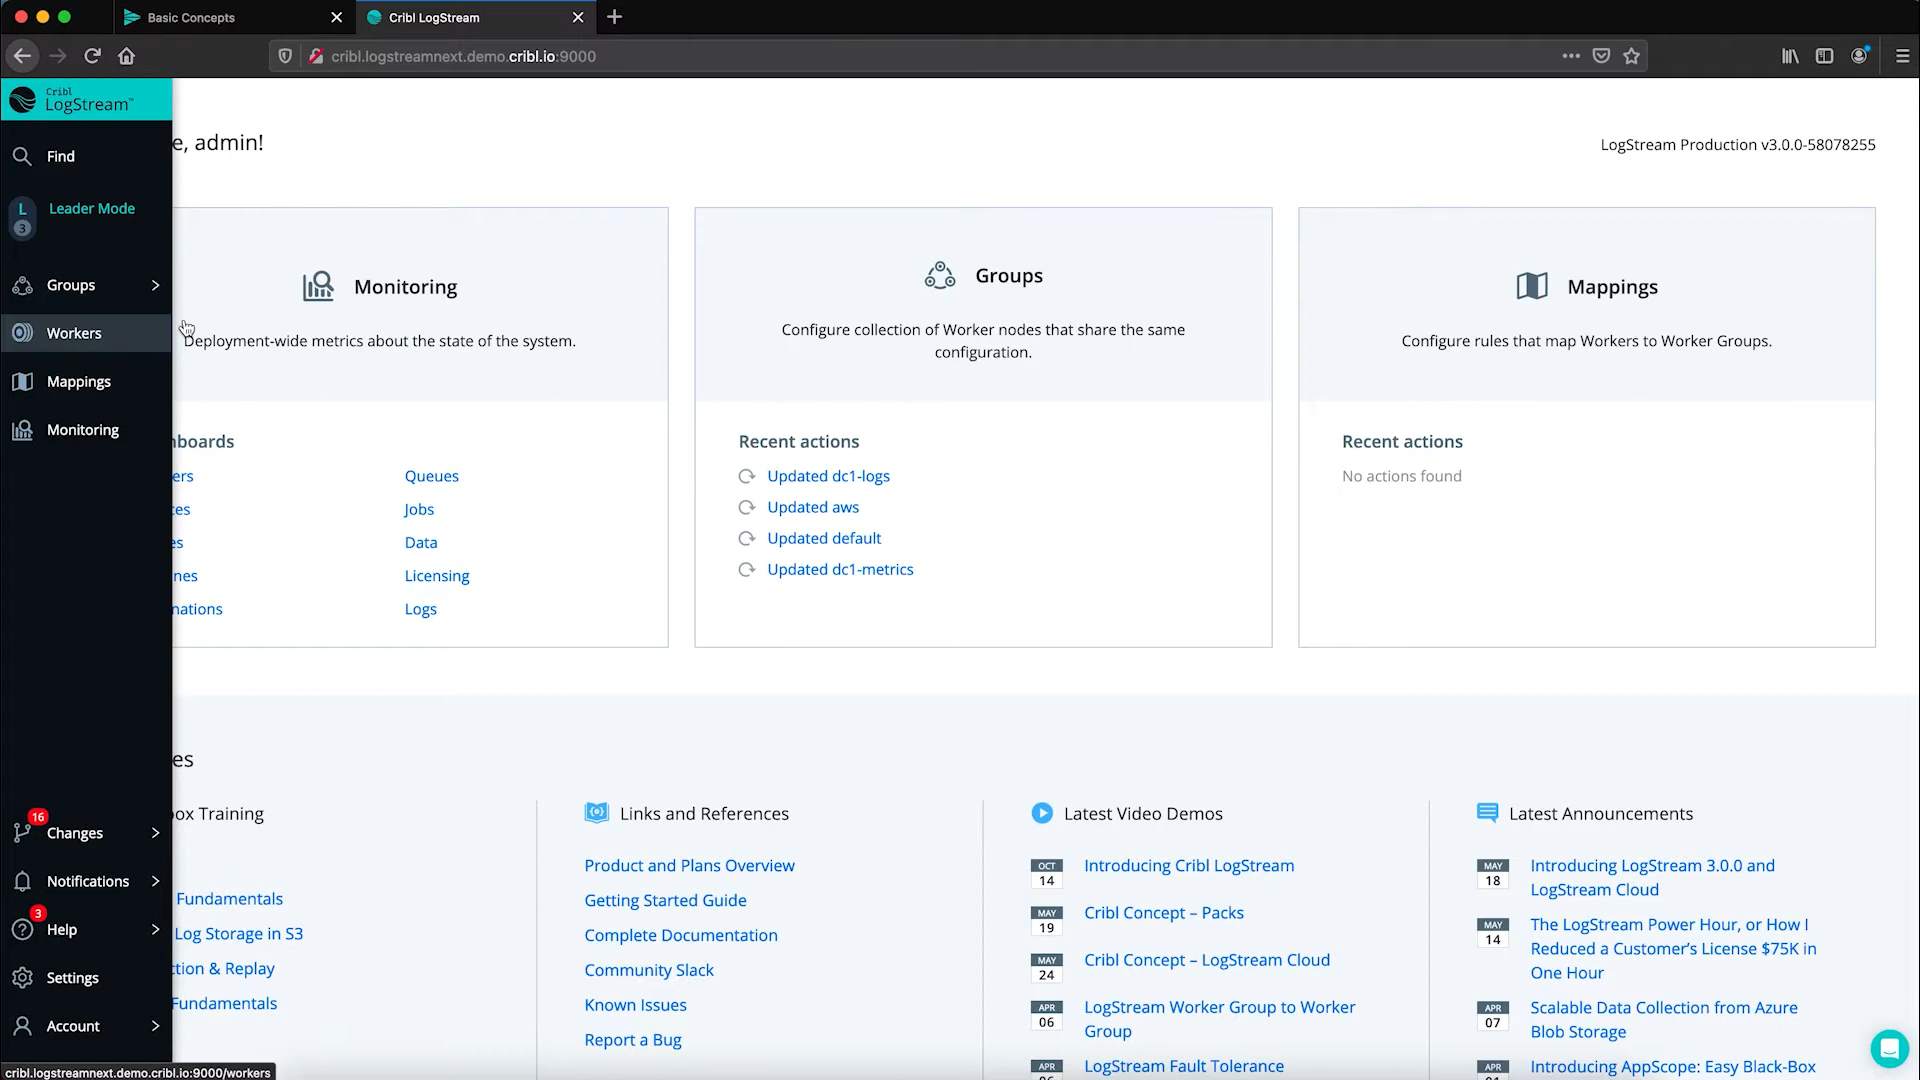 Basic Concepts
Cribl LogStream
cribl.logstreamnext.demo.cribl.io:9000
Cribl
LogStream™
Find
L
3
Leader Mode
Groups
Workers
Mappings
Monitoring
16
Changes
Notifications
3
Help
Settings
Account
e, admin!
LogStream Production v3.0.0-58078255
Monitoring
Deployment-wide metrics about the state of the system.
Groups
Configure collection of Worker nodes that share the same
configuration.
Mappings
Configure rules that map Workers to Worker Groups.
boards
ers
Queues
ces
Jobs
es
Data
nes
Licensing
nations
Logs
Recent actions
Updated dc1-logs
Updated aws
Updated default
Updated dc1-metrics
Recent actions
No actions found
es
box Training
Fundamentals
Log Storage in S3
ction & Replay
Fundamentals
Links and References
Product and Plans Overview
Getting Started Guide
Complete Documentation
Community Slack
Known Issues
Report a Bug
Latest Video Demos
OCT
14
Introducing Cribl LogStream
MAY
19
Cribl Concept – Packs
MAY
24
Cribl Concept – LogStream Cloud
APR
06
LogStream Worker Group to Worker
Group
APR
LogStream Fault Tolerance
Latest Announcements
MAY
18
Introducing LogStream 3.0.0 and
LogStream Cloud
MAY
14
The LogStream Power Hour, or How I
Reduced a Customer's License $75K in
One Hour
APR
07
Scalable Data Collection from Azure
Blob Storage
APR
Introducing AppScope: Easy Black-Box
cribl.logstreamnext.demo.cribl.io:9000/workers